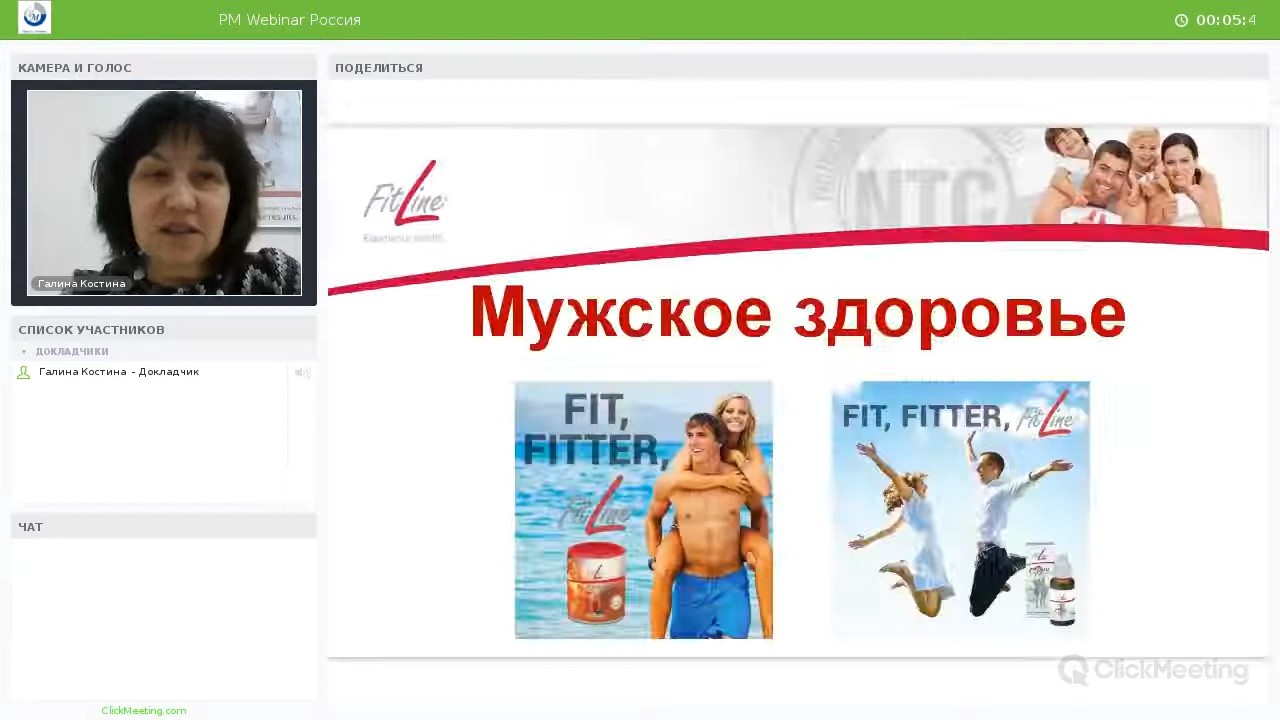 PM Webinar Россия
00:05:4
КАМЕРА И ГОЛОС
Галина Костина
СПИСОК УЧАСТНИКОВ
ДОКЛАДЧИКИ
Галина Костина - Докладчик
ЧАТ
ClickMeeting.com
ПОДЕЛИТЬСЯ
FitLine
NTC
Мужское здоровье
FIT,
FITTER,
FitLine
FIT, FITTER, FitLine
ClickMeeting